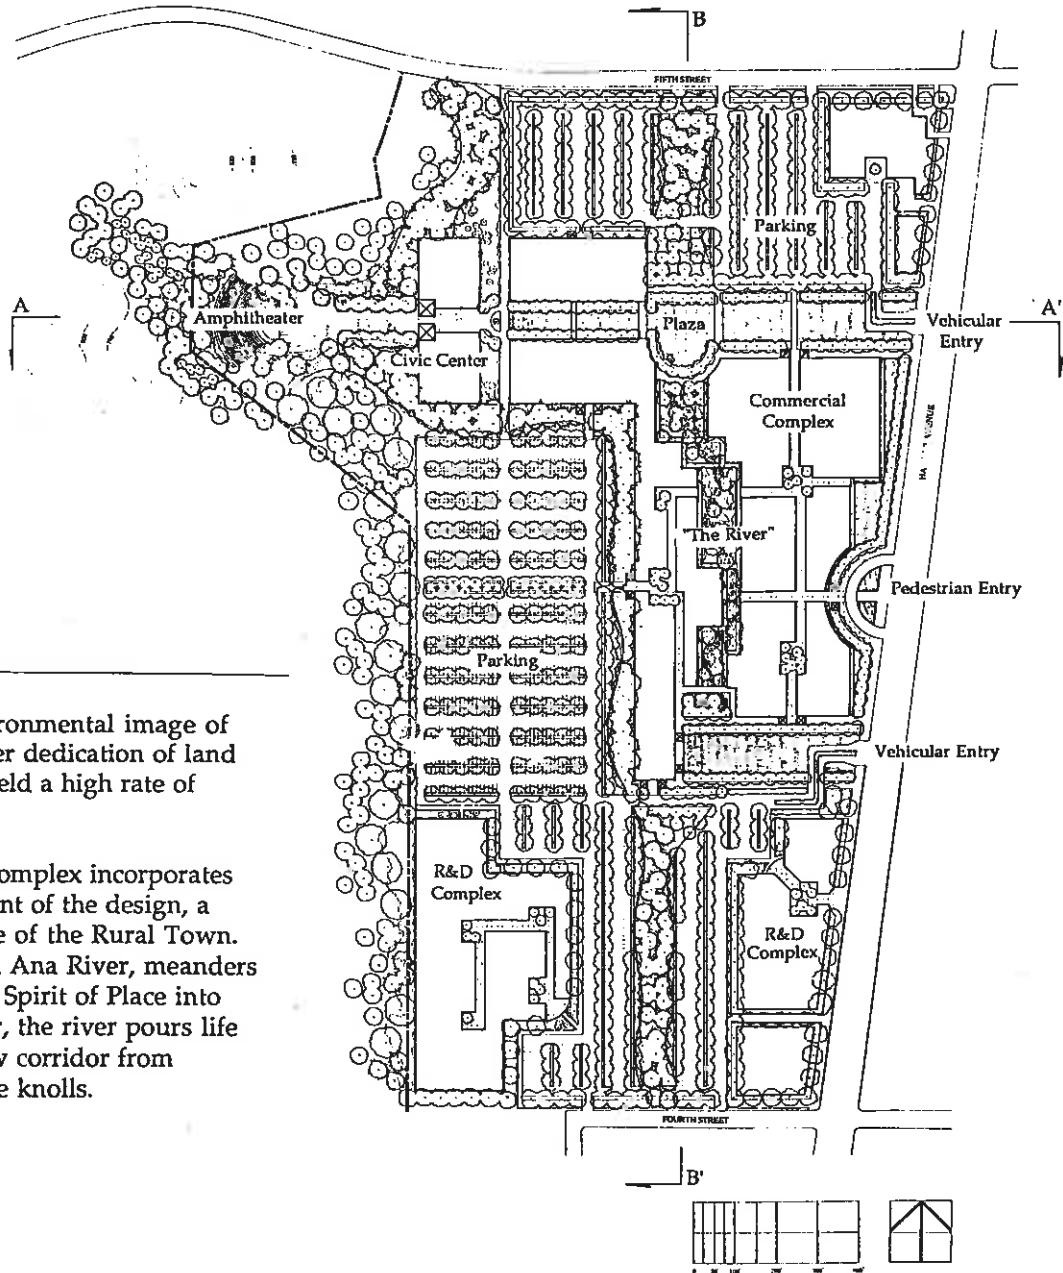 B
FIFTH STREET
Parking
A
Amphitheater
Plaza
A'
Vehicular
Entry
Civic Center
Commercial
Complex
"The River"
Pedestrian Entry
Parking
ronmental image of
er dedication of land
eld a high rate of
Vehicular Entry
omplex incorporates
nt of the design, a
e of the Rural Town.
Ana River, meanders
Spirit of Place into
, the river pours life
v corridor from
e knolls.
R&D
Complex
R&D
Complex
FOURTH STREET
B'